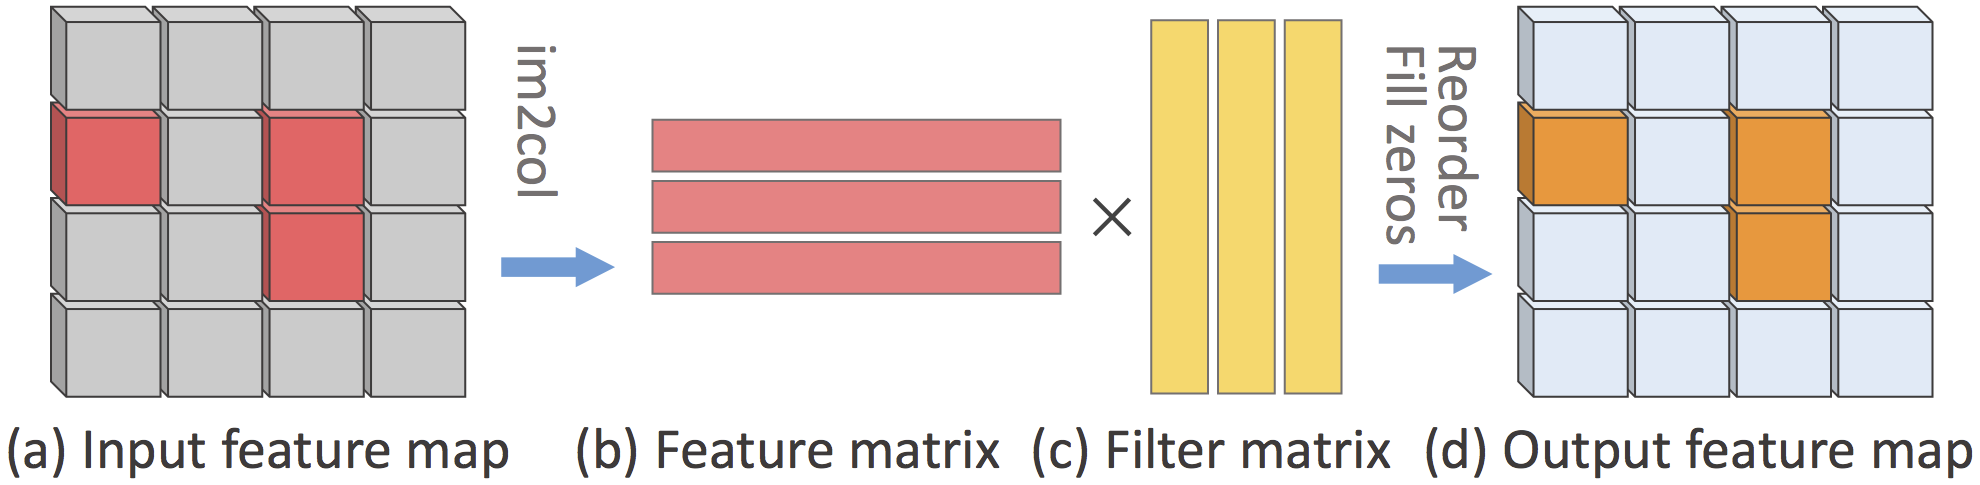 im2col
×
Reorder
Fill zeros
(a) Input feature map
(b) Feature matrix
(c) Filter matrix
(d) Output feature map